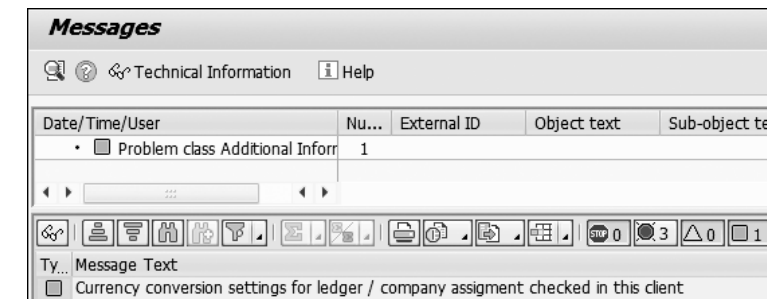 Messages
Technical Information Help
Date/Time/User Nu... External ID Object text Sub-object te
Problem class Additional Inforr 1
STOP 0 3 0 1
Ty... Message Text
Currency conversion settings for ledger / company assigment checked in this client